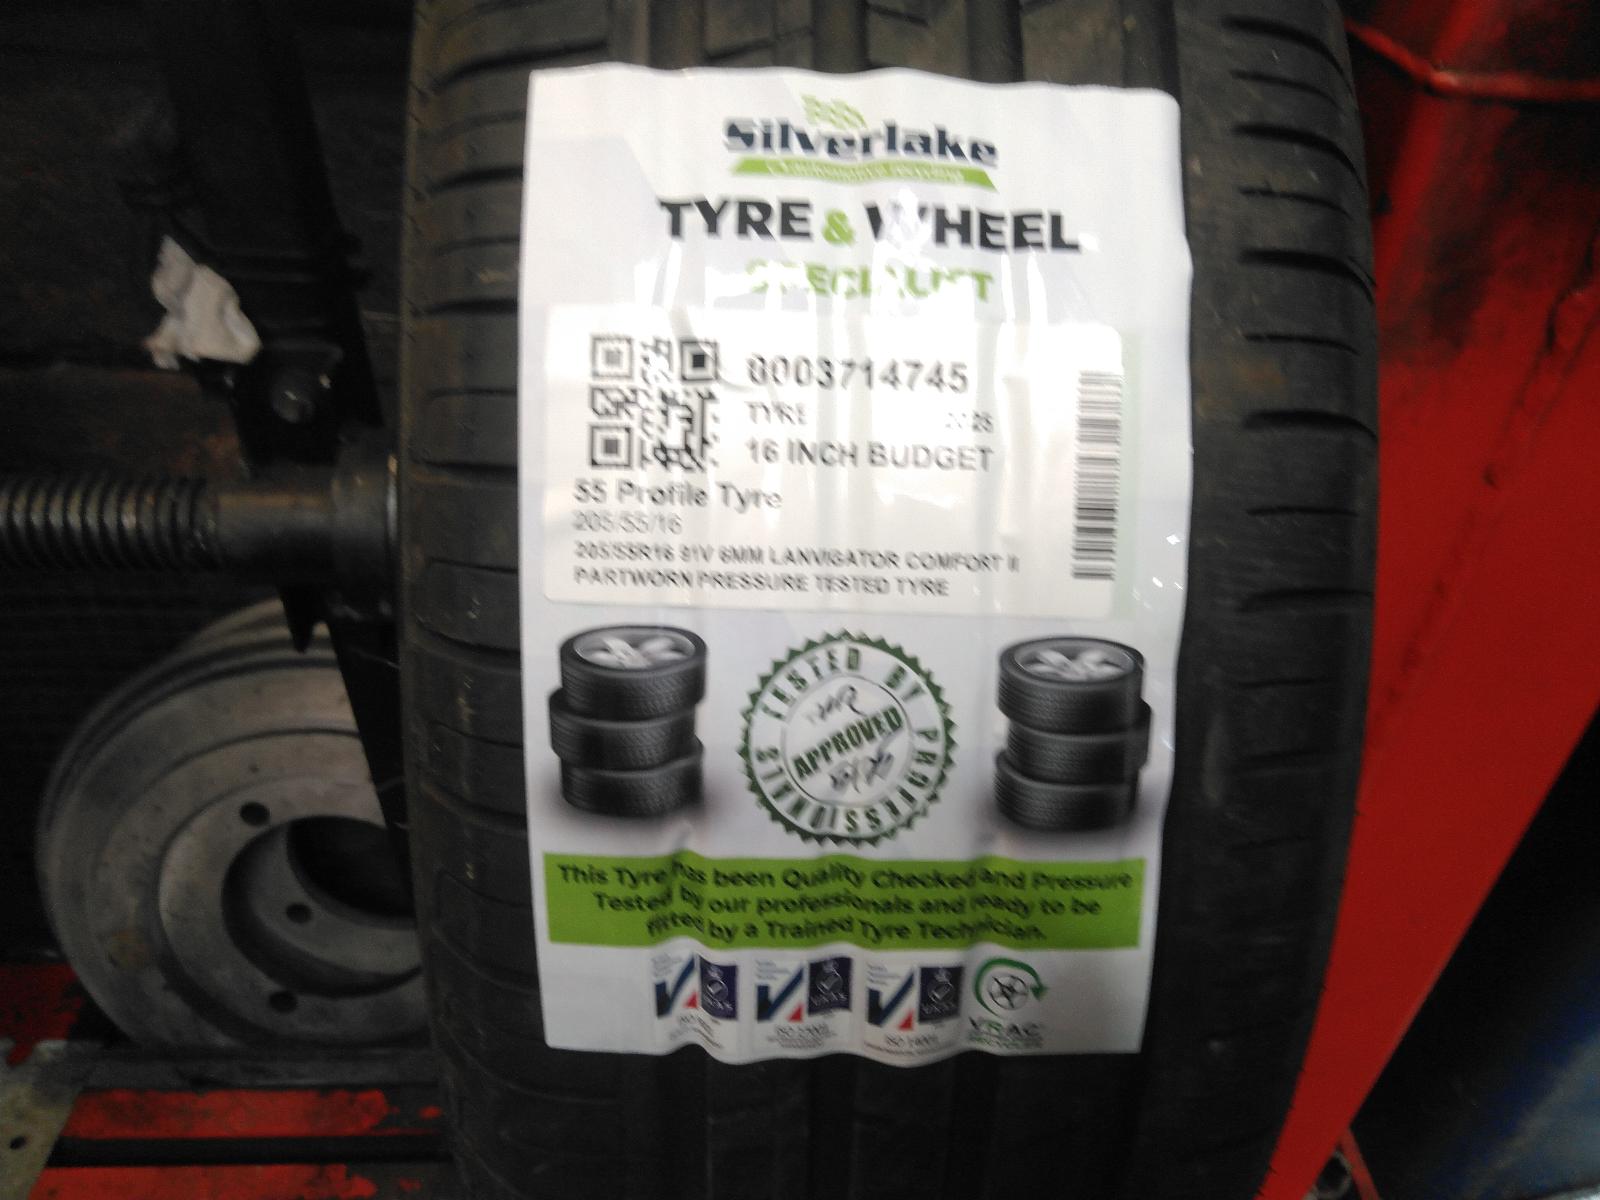 Silverlake
TYRE & WHEEL
SPECIALIST
0003714745
TYRE
16 INCH BUDGET
55 Profile Tyre
205/55/16
205/55R16 91V 6MM LANVIGATOR COMFORT II
PARTWORN PRESSURE TESTED TYRE
TESTED BY PROFESSIONALS
APPROVED
This Tyre has been Quality Checked and Pressure
Tested by our professionals and ready to be
fitted by a Trained Tyre Technician.
VRAC